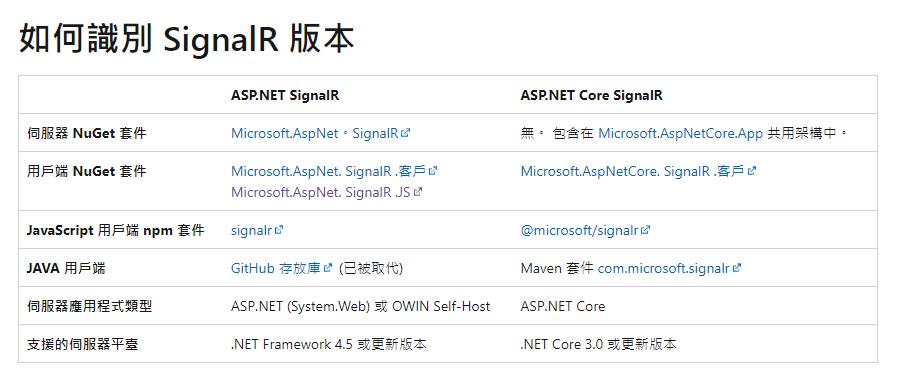 如何識別 SignalR 版本
ASP.NET SignalR ASP.NET Core SignalR
伺服器 NuGet 套件 Microsoft.AspNet。SignalR 無。 包含在 Microsoft.AspNetCore.App 共用架構中。
用戶端 NuGet 套件 Microsoft.AspNet. SignalR .客戶 Microsoft.AspNetCore. SignalR .客戶
Microsoft.AspNet. SignalR .JS
JavaScript 用戶端 npm 套件 signalr @microsoft/signalr
JAVA 用戶端 GitHub 存放庫 (已被取代) Maven 套件 com.microsoft.signalr
伺服器應用程式類型 ASP.NET (System.Web) 或 OWIN Self-Host ASP.NET Core
支援的伺服器平臺 .NET Framework 4.5 或更新版本 .NET Core 3.0 或更新版本